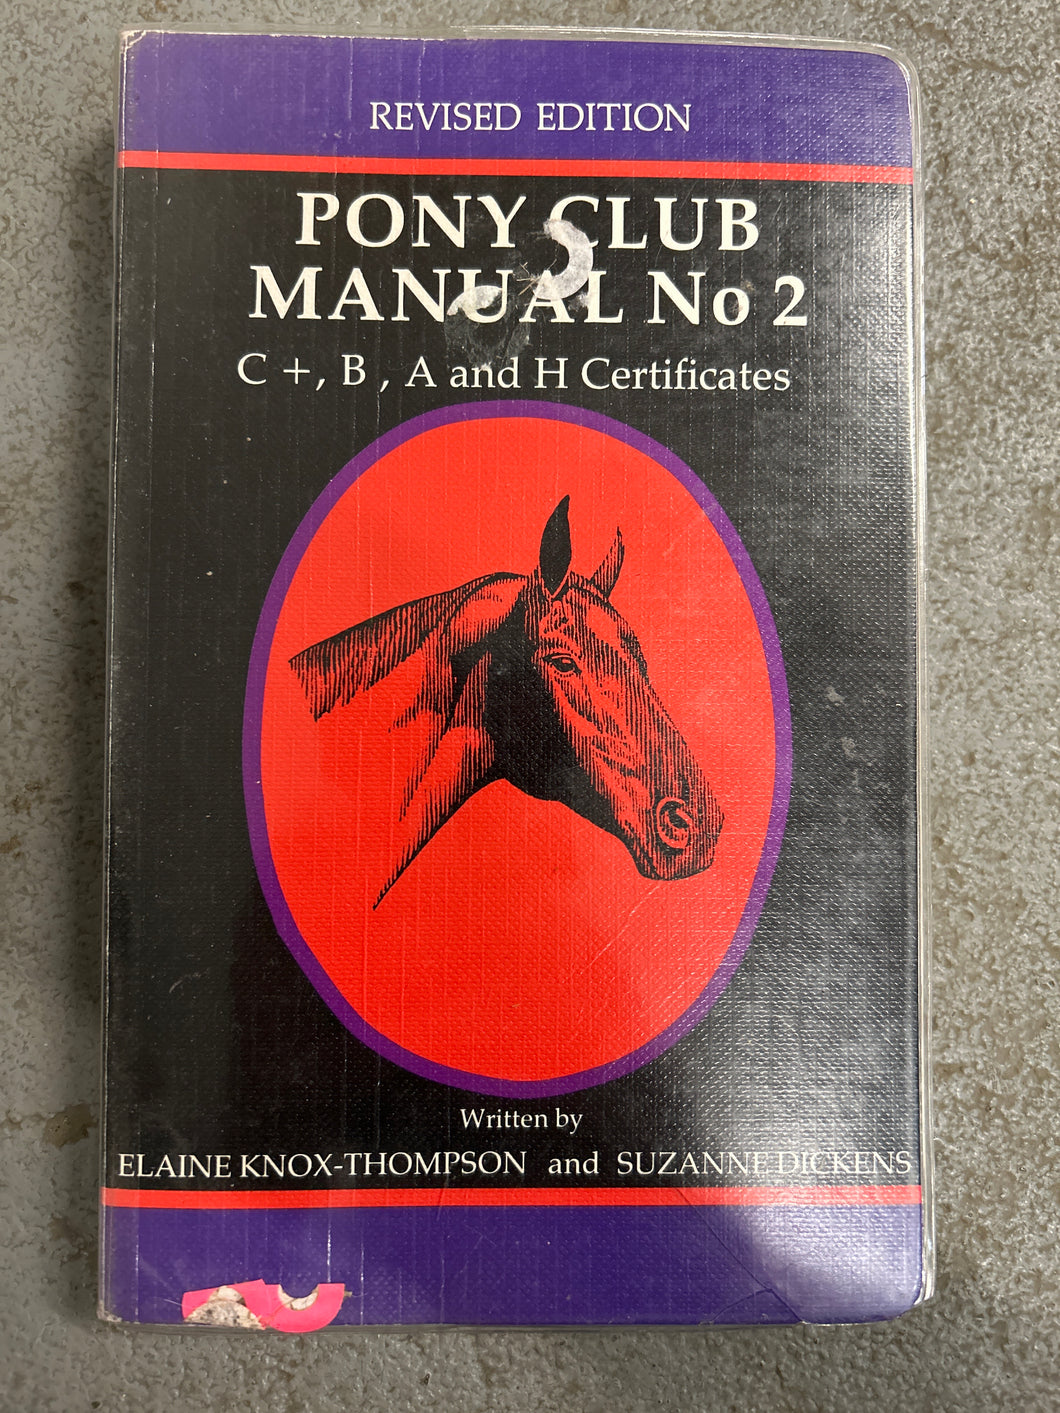 REVISED EDITION
PONY CLUB
MANUAL No 2
C +, B , A and H Certificates
Written by
ELAINE KNOX-THOMPSON and SUZANNE DICKENS